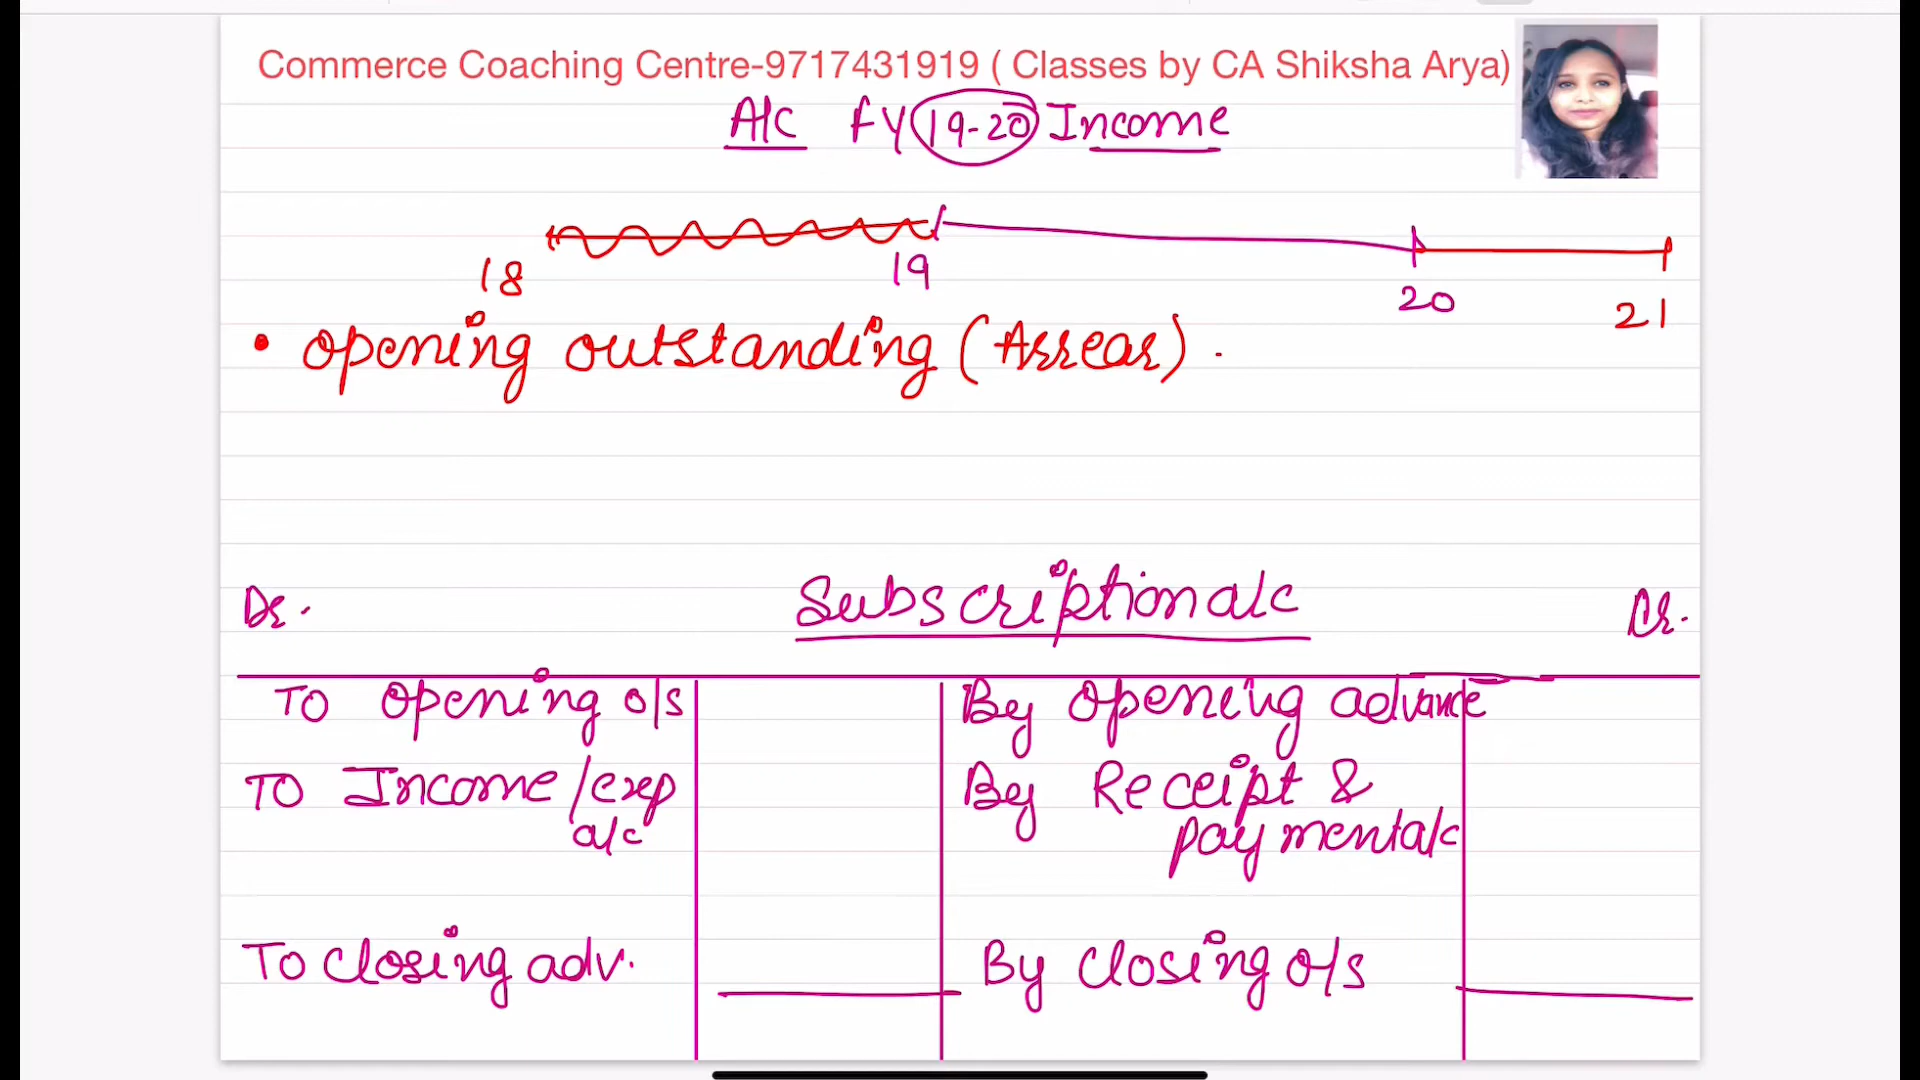 Commerce Coaching Centre-9717431919 ( Classes by CA Shiksha Arya)
A/C FY 19-20 Income
18 19 20 21
• Opening outstanding (Arrear).
Dr. Subscription a/c Cr.
To Opening o/s By Opening advance
To Income/exp a/c By Receipt & payment a/c
To closing adv. By closing o/s